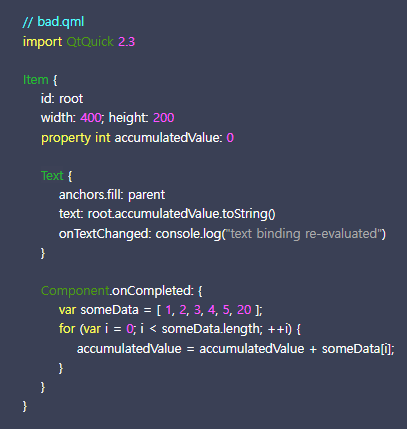 // bad.qml
import QtQuick 2.3

Item {
    id: root
    width: 400; height: 200
    property int accumulatedValue: 0

    Text {
        anchors.fill: parent
        text: root.accumulatedValue.toString()
        onTextChanged: console.log("text binding re-evaluated")
    }

    Component.onCompleted: {
        var someData = [ 1, 2, 3, 4, 5, 20 ];
        for (var i = 0; i < someData.length; ++i) {
            accumulatedValue = accumulatedValue + someData[i];
        }
    }
}